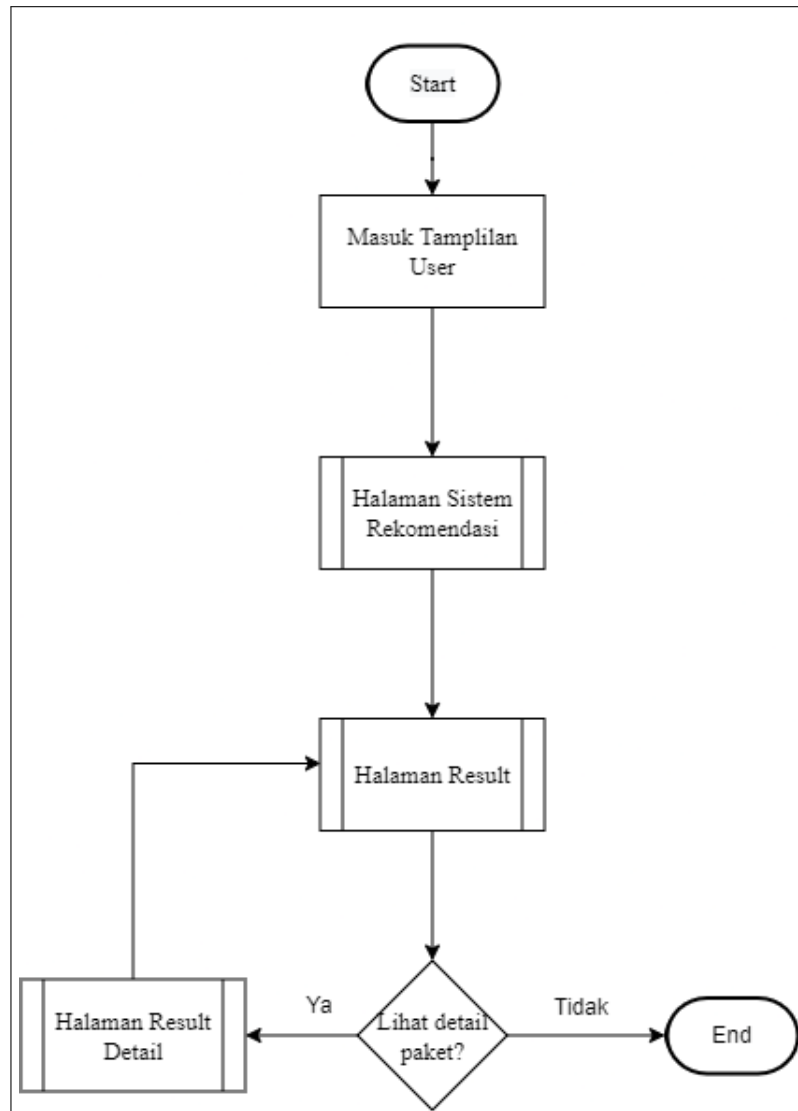 Start
Masuk Tamplilan
User
Halaman Sistem
Rekomendasi
Halaman Result
Lihat detail
paket?
Ya
Tidak
Halaman Result
Detail
End